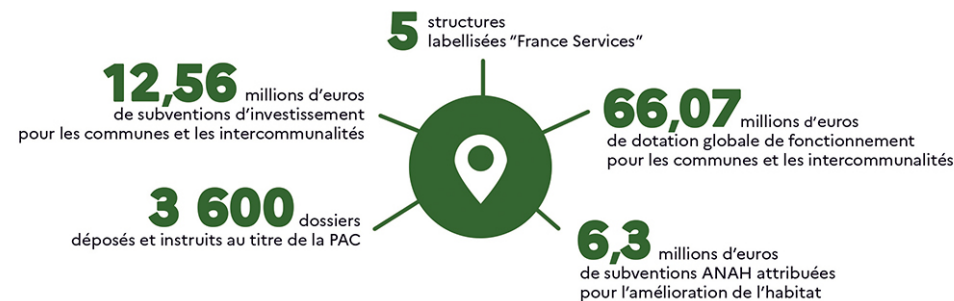 5 structures
labellisées “France Services”
12,56 millions d’euros
de subventions d’investissement
pour les communes et les intercommunalités
66,07 millions d’euros
de dotation globale de fonctionnement
pour les communes et les intercommunalités
3 600 dossiers
déposés et instruits au titre de la PAC
6,3 millions d’euros
de subventions ANAH attribuées
pour l’amélioration de l’habitat